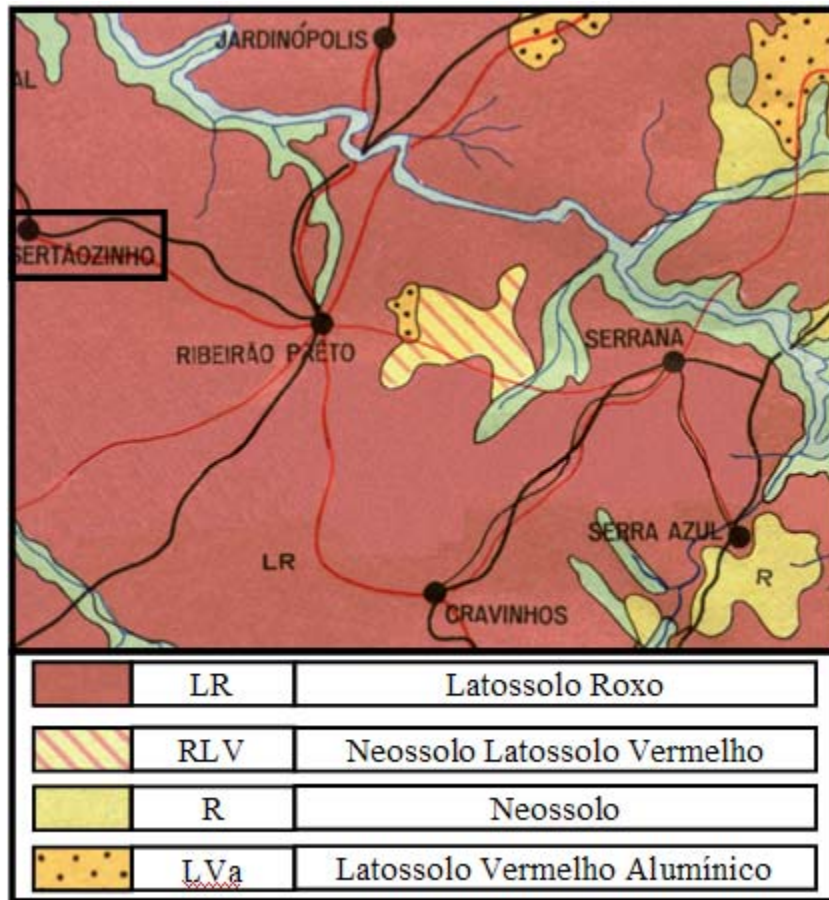 JARDINÓPOLIS
AL
SERTÃOZINHO
RIBEIRÃO PRETO
SERRANA
SERRA AZUL
LR
R
CRAVINHOS
LR Latossolo Roxo
RLV Neossolo Latossolo Vermelho
R Neossolo
LVa Latossolo Vermelho Alumínico